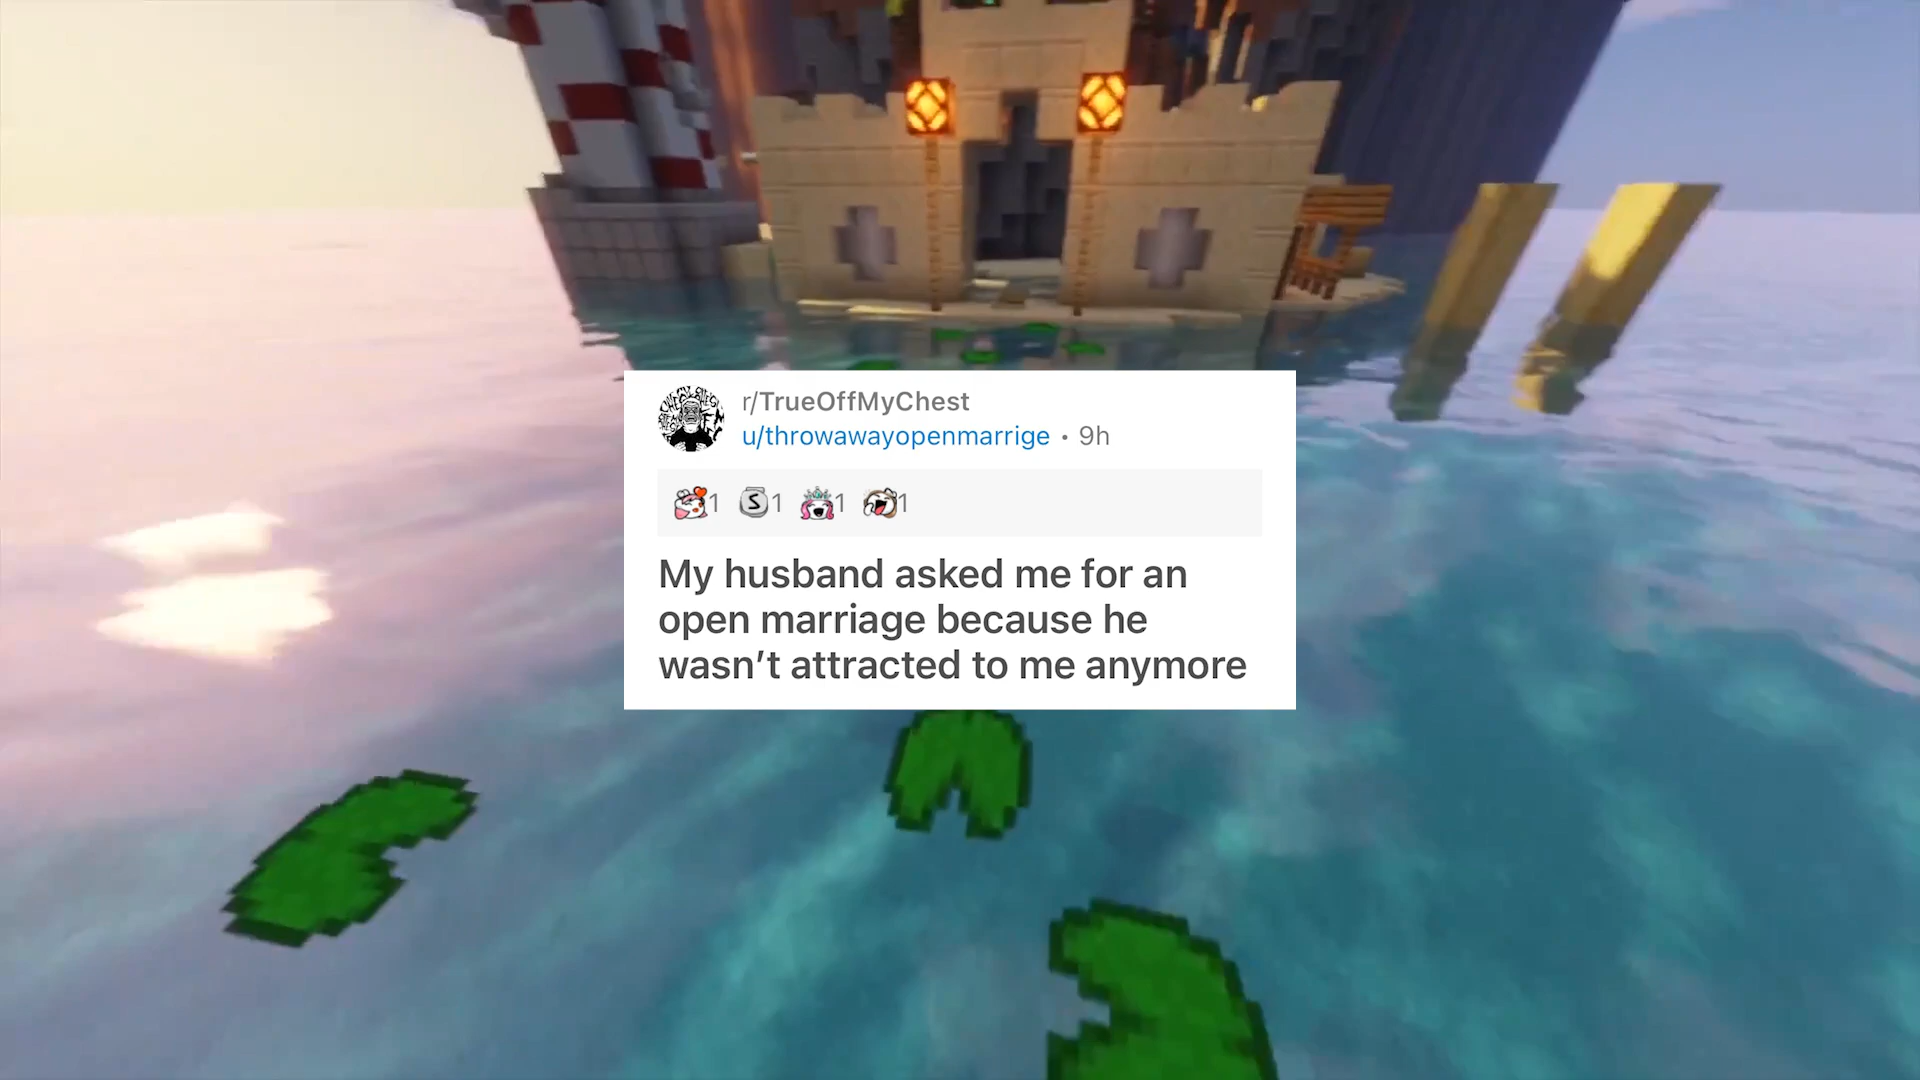 r/TrueOffMyChest
u/throwawayopenmarrige • 9h
1 S 1 1 1
My husband asked me for an
open marriage because he
wasn't attracted to me anymore